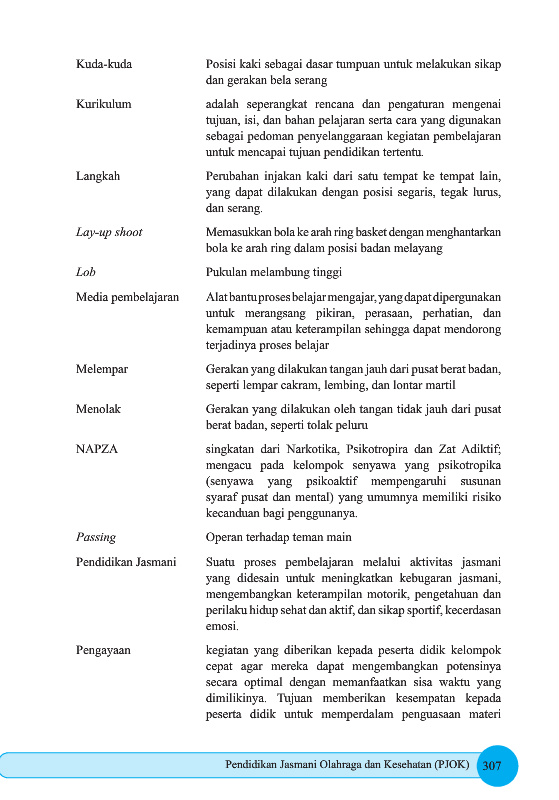 Kuda-kuda Posisi kaki sebagai dasar tumpuan untuk melakukan sikap
dan gerakan bela serang
Kurikulum adalah seperangkat rencana dan pengaturan mengenai
tujuan, isi, dan bahan pelajaran serta cara yang digunakan
sebagai pedoman penyelanggaraan kegiatan pembelajaran
untuk mencapai tujuan pendidikan tertentu.
Langkah Perubahan injakan kaki dari satu tempat ke tempat lain,
yang dapat dilakukan dengan posisi segaris, tegak lurus,
dan serang.
Lay-up shoot Memasukkan bola ke arah ring basket dengan menghantarkan
bola ke arah ring dalam posisi badan melayang
Lob Pukulan melambung tinggi
Media pembelajaran Alat bantu proses belajar mengajar, yang dapat dipergunakan
untuk merangsang pikiran, perasaan, perhatian, dan
kemampuan atau keterampilan sehingga dapat mendorong
terjadinya proses belajar
Melempar Gerakan yang dilakukan tangan jauh dari pusat berat badan,
seperti lempar cakram, lembing, dan lontar martil
Menolak Gerakan yang dilakukan oleh tangan tidak jauh dari pusat
berat badan, seperti tolak peluru
NAPZA singkatan dari Narkotika, Psikotropira dan Zat Adiktif;
mengacu pada kelompok senyawa yang psikotropika
(senyawa yang psikoaktif mempengaruhi susunan
syaraf pusat dan mental) yang umumnya memiliki risiko
kecanduan bagi penggunanya.
Passing Operan terhadap teman main
Pendidikan Jasmani Suatu proses pembelajaran melalui aktivitas jasmani
yang didesain untuk meningkatkan kebugaran jasmani,
mengembangkan keterampilan motorik, pengetahuan dan
perilaku hidup sehat dan aktif, dan sikap sportif, kecerdasan
emosi.
Pengayaan kegiatan yang diberikan kepada peserta didik kelompok
cepat agar mereka dapat mengembangkan potensinya
secara optimal dengan memanfaatkan sisa waktu yang
dimilikinya. Tujuan memberikan kesempatan kepada
peserta didik untuk memperdalam penguasaan materi
Pendidikan Jasmani Olahraga dan Kesehatan (PJOK) 307